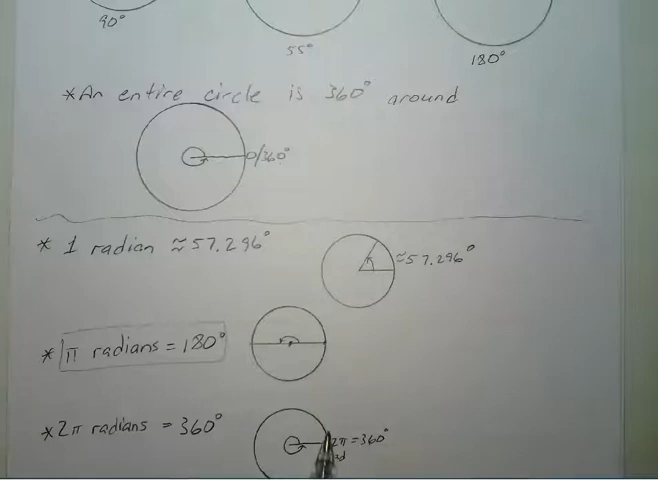 90°
55°
180°
*An entire circle is 360° around
0/360°
* 1 radian ≈57.296°
≈57.296°
* π radians = 180°
*2π radians = 360°
2π=360°